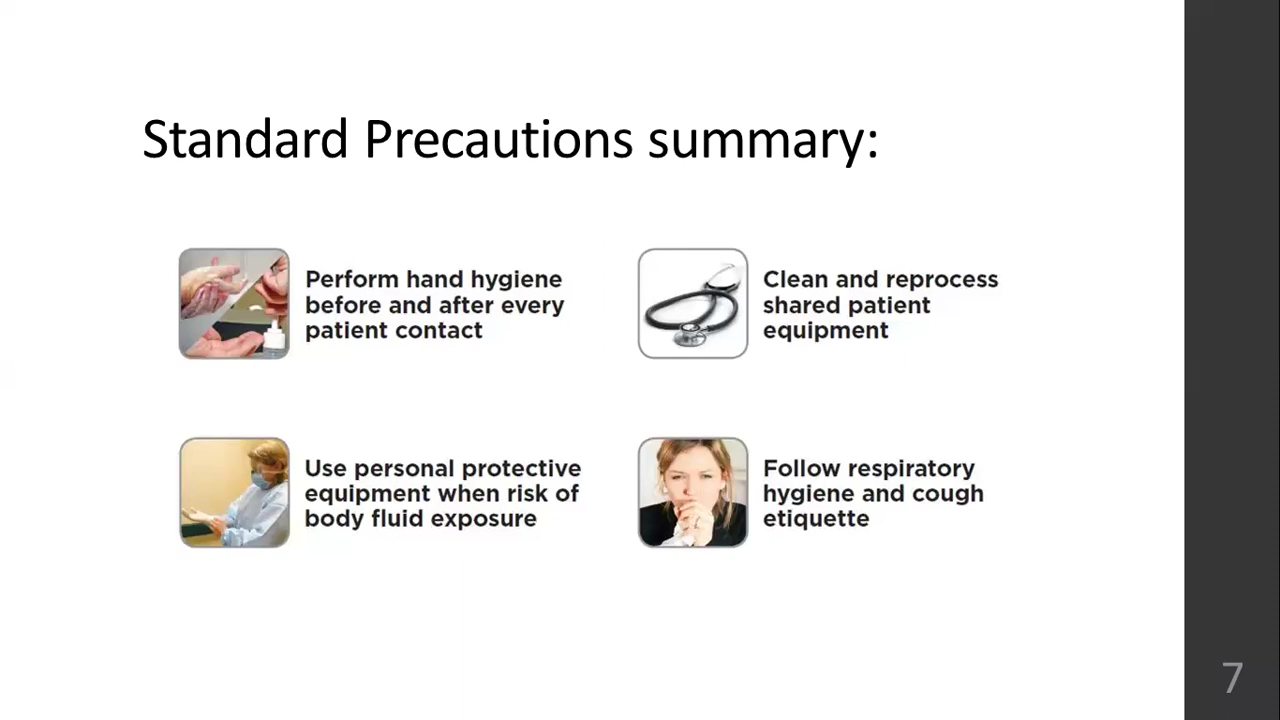 Standard Precautions summary:
Perform hand hygiene
before and after every
patient contact
Clean and reprocess
shared patient
equipment
Use personal protective
equipment when risk of
body fluid exposure
Follow respiratory
hygiene and cough
etiquette
7